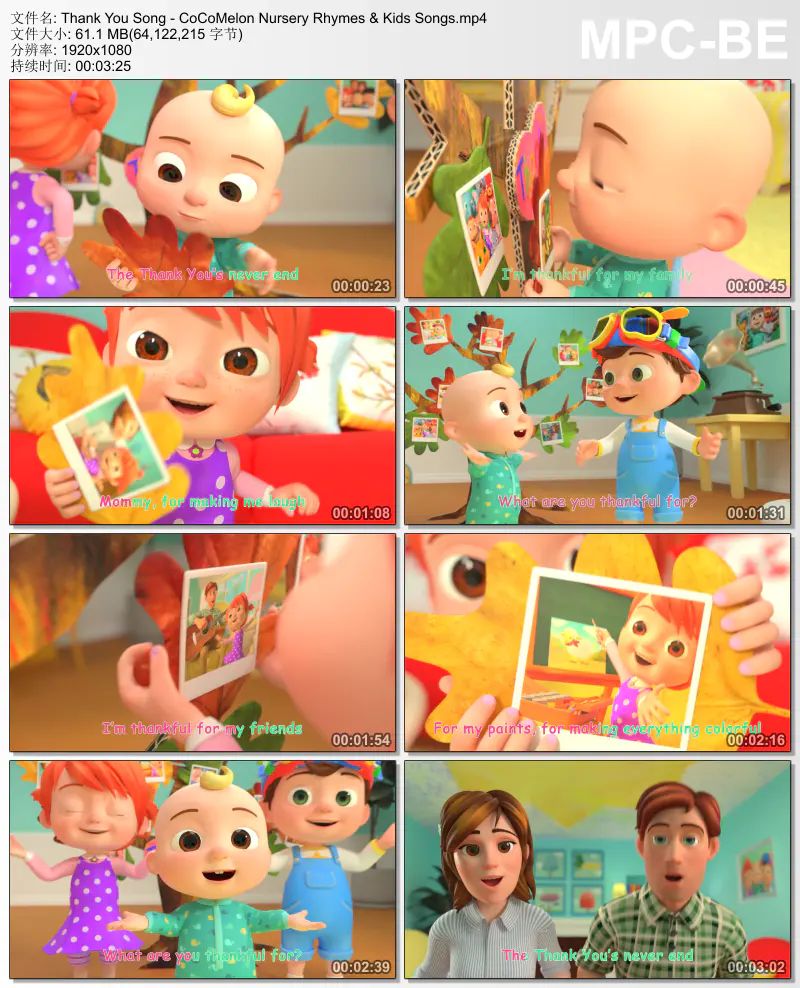 文件名: Thank You Song - CoCoMelon Nursery Rhymes & Kids Songs.mp4
文件大小: 61.1 MB(64,122,215 字节)
分辨率: 1920x1080
持续时间: 00:03:25
MPC-BE
The Thank You's never end
00:00:23
I'm thankful for my family
00:00:45
Mommy, for making me laugh
00:01:08
What are you thankful for?
00:01:31
I'm thankful for my friends
00:01:54
For my paints, for making everything colorful
00:02:16
What are you thankful for?
00:02:39
The Thank You's never end
00:03:02